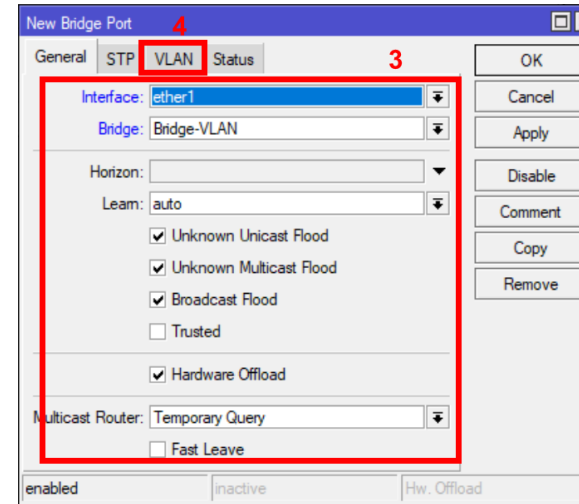 New Bridge Port
4
General STP VLAN Status
3
OK
Interface: ether1
Cancel
Bridge: Bridge-VLAN
Apply
Horizon:
Disable
Learn: auto
Comment
Unknown Unicast Flood
Copy
Unknown Multicast Flood
Remove
Broadcast Flood
Trusted
Hardware Offload
Multicast Router: Temporary Query
Fast Leave
enabled inactive Hw. Offload